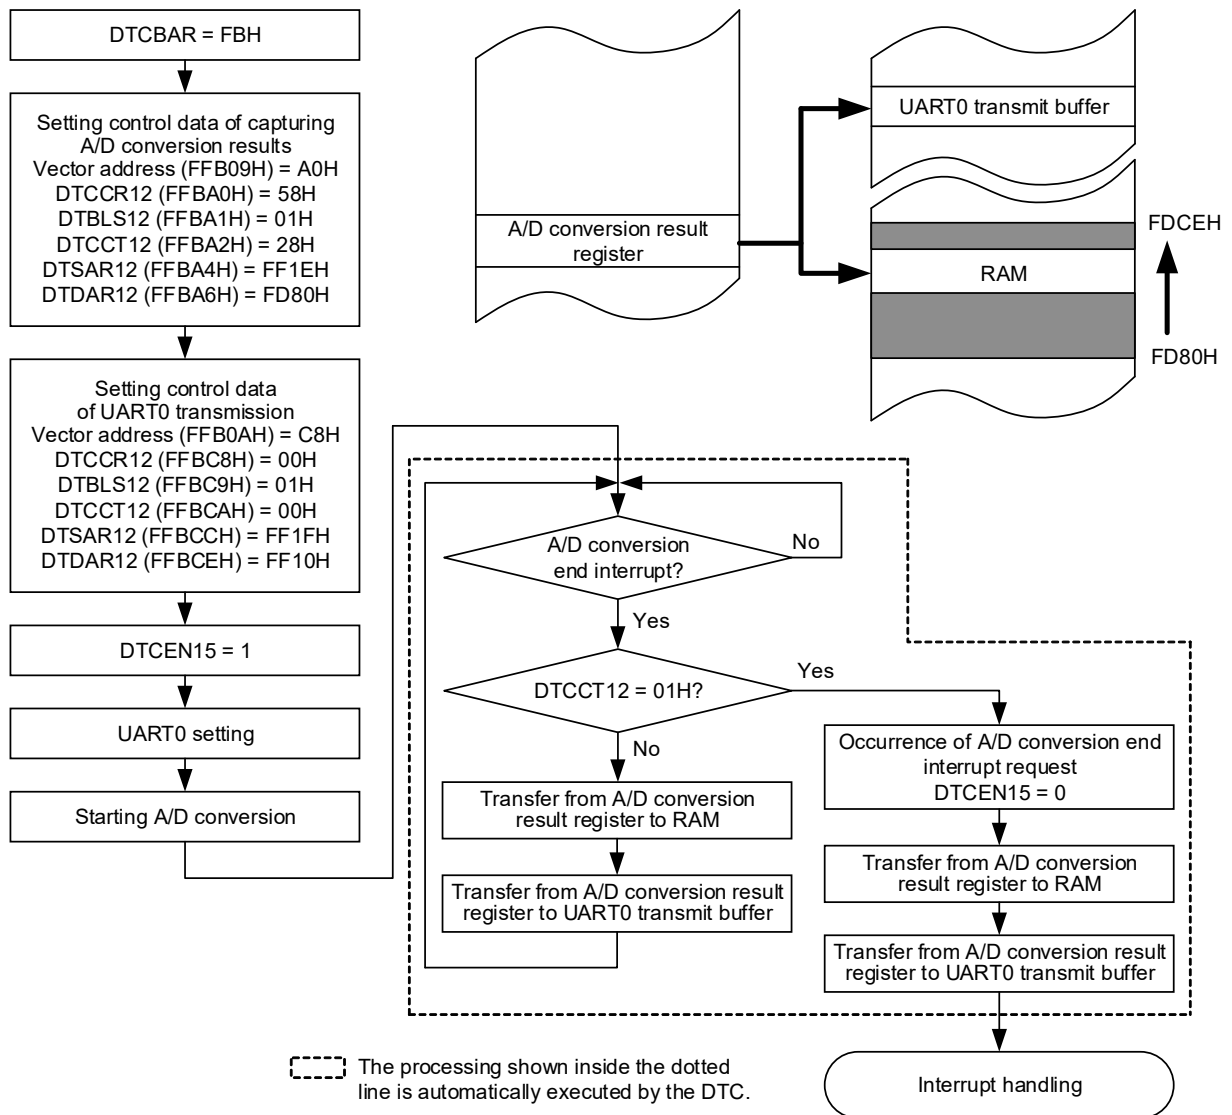 DTCBAR = FBH
Setting control data of capturing
A/D conversion results
Vector address (FFB09H) = A0H
DTCCR12 (FFBA0H) = 58H
DTBLS12 (FFBA1H) = 01H
DTCCT12 (FFBA2H) = 28H
DTSAR12 (FFBA4H) = FF1EH
DTDAR12 (FFBA6H) = FD80H
Setting control data
of UART0 transmission
Vector address (FFB0AH) = C8H
DTCCR12 (FFBC8H) = 00H
DTBLS12 (FFBC9H) = 01H
DTCCT12 (FFBCAH) = 00H
DTSAR12 (FFBCCH) = FF1FH
DTDAR12 (FFBCEH) = FF10H
DTCEN15 = 1
UART0 setting
Starting A/D conversion
A/D conversion result
register
UART0 transmit buffer
RAM
FDCEH
FD80H
A/D conversion
end interrupt?
No
Yes
DTCCT12 = 01H?
Yes
No
Transfer from A/D conversion
result register to RAM
Transfer from A/D conversion result
register to UART0 transmit buffer
Occurrence of A/D conversion end
interrupt request
DTCEN15 = 0
Transfer from A/D conversion
result register to RAM
Transfer from A/D conversion result
register to UART0 transmit buffer
Interrupt handling
The processing shown inside the dotted
line is automatically executed by the DTC.